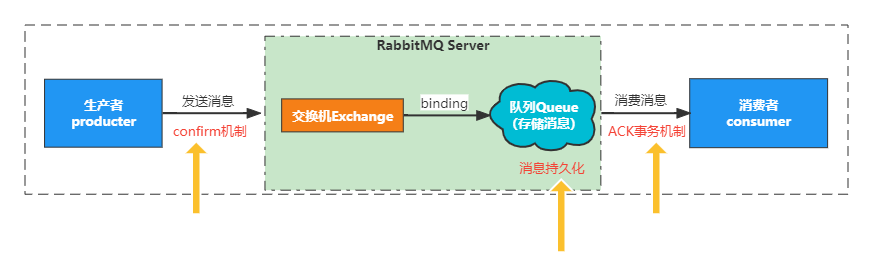 RabbitMQ Server
生产者
producter
发送消息
confirm机制
交换机Exchange
binding
队列Queue
(存储消息)
消息持久化
消费消息
ACK事务机制
消费者
consumer